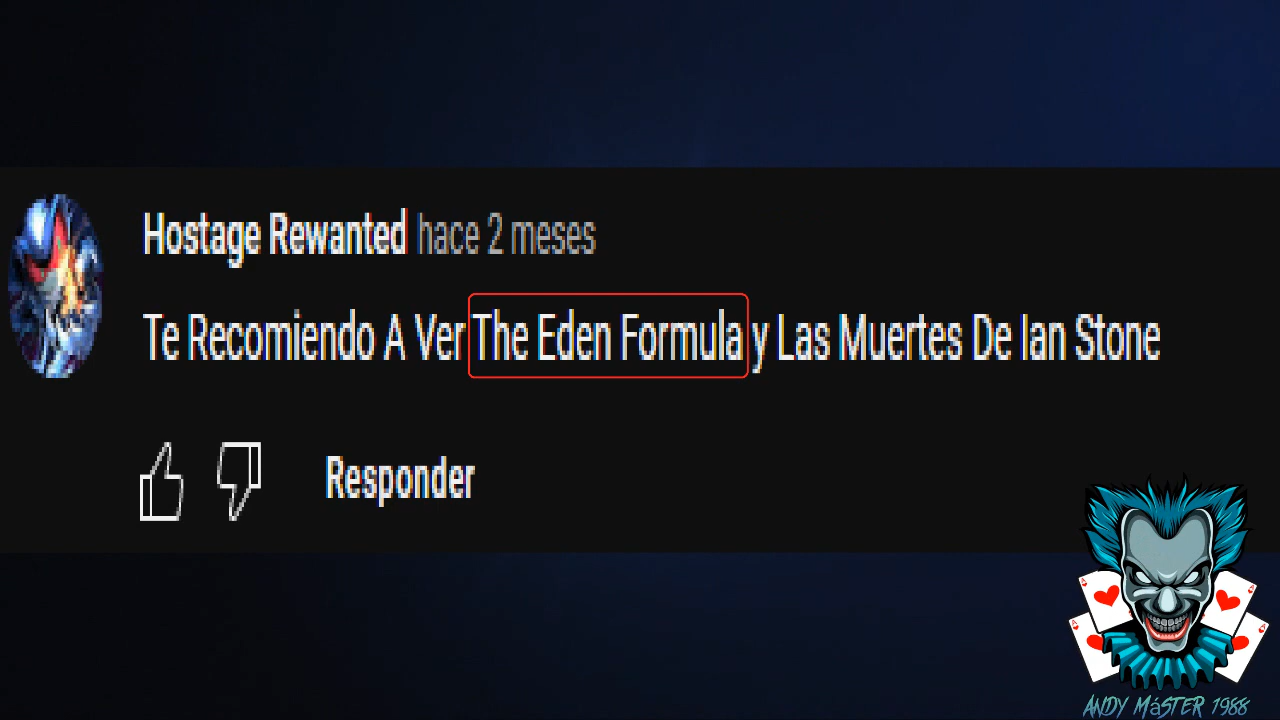 Hostage Rewanted hace 2 meses
Te Recomiendo A Ver The Eden Formula y Las Muertes De Ian Stone
Responder
ANDY MáSTER 1988